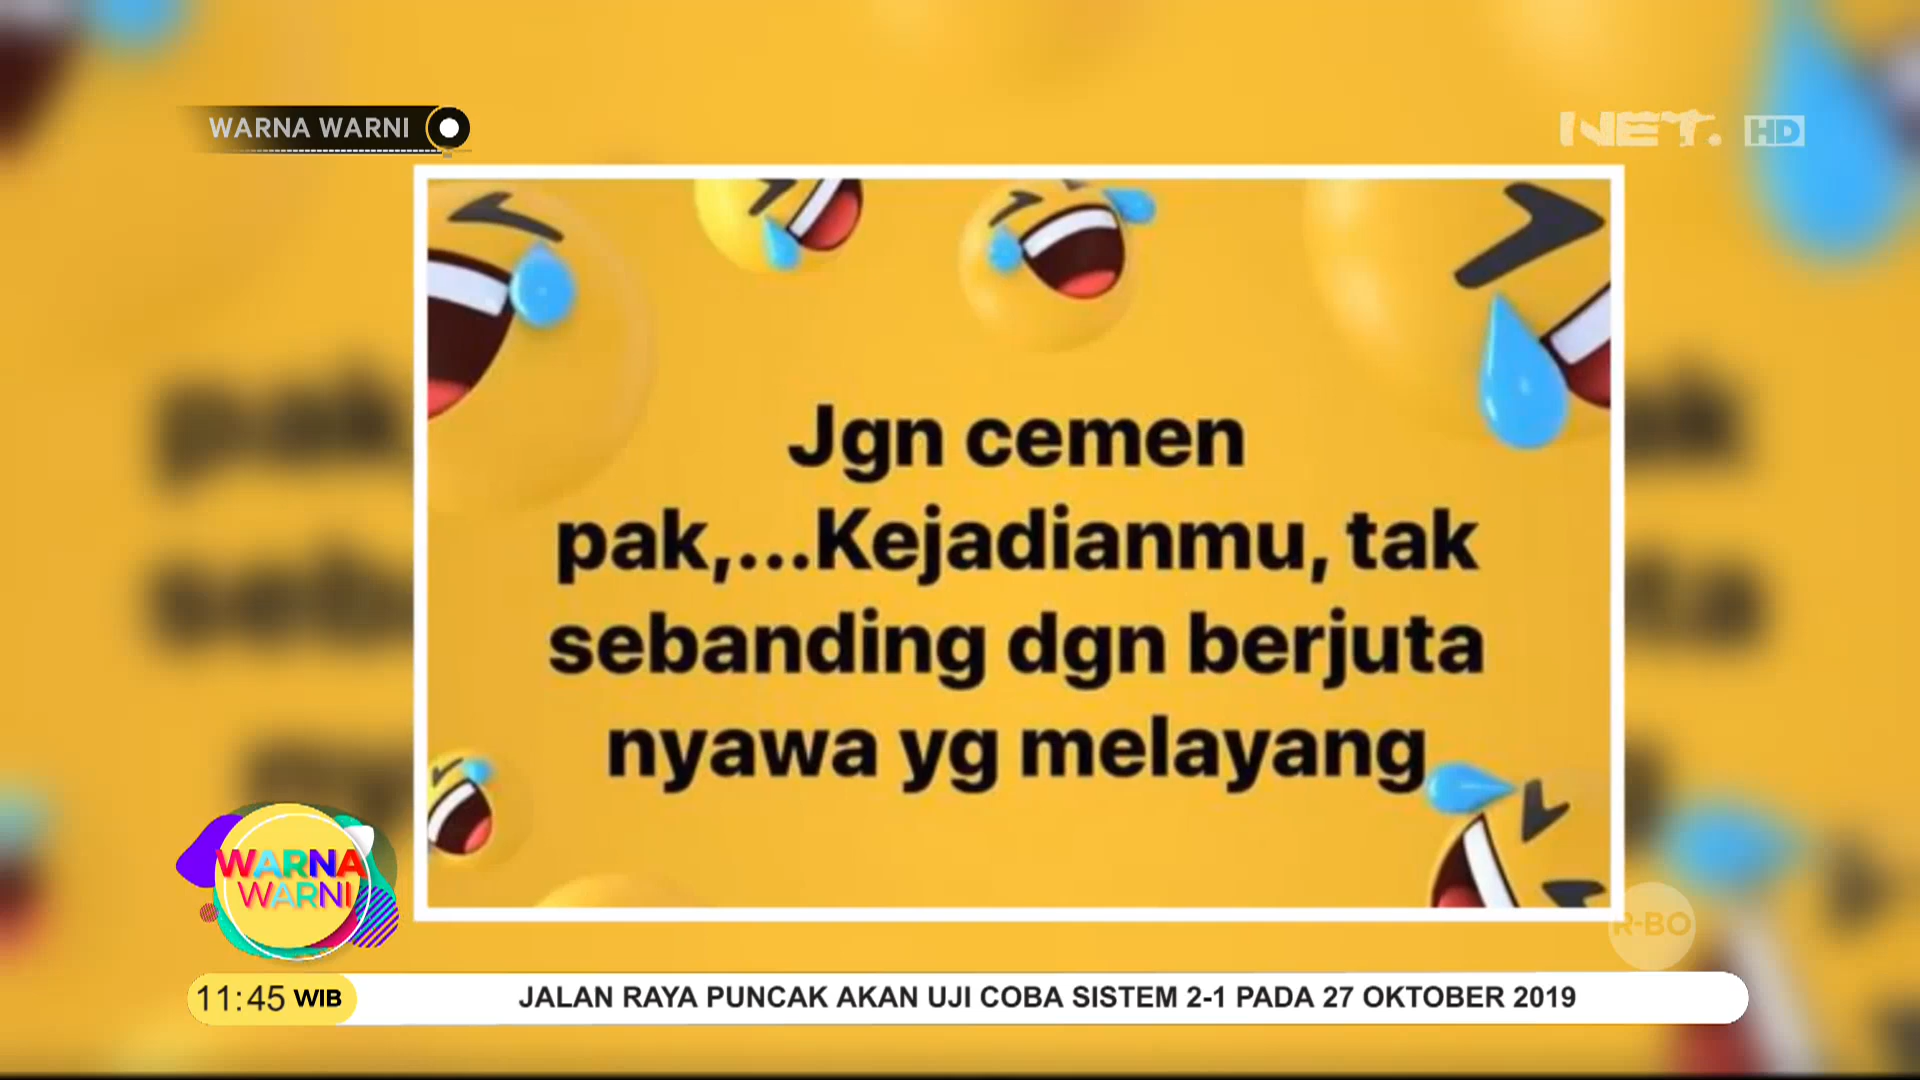 WARNA WARNI
NET. HD
Jgn cemen
pak,...Kejadianmu, tak
sebanding dgn berjuta
nyawa yg melayang
WARNA
WARNI
R-BO
11:45 WIB
JALAN RAYA PUNCAK AKAN UJI COBA SISTEM 2-1 PADA 27 OKTOBER 2019